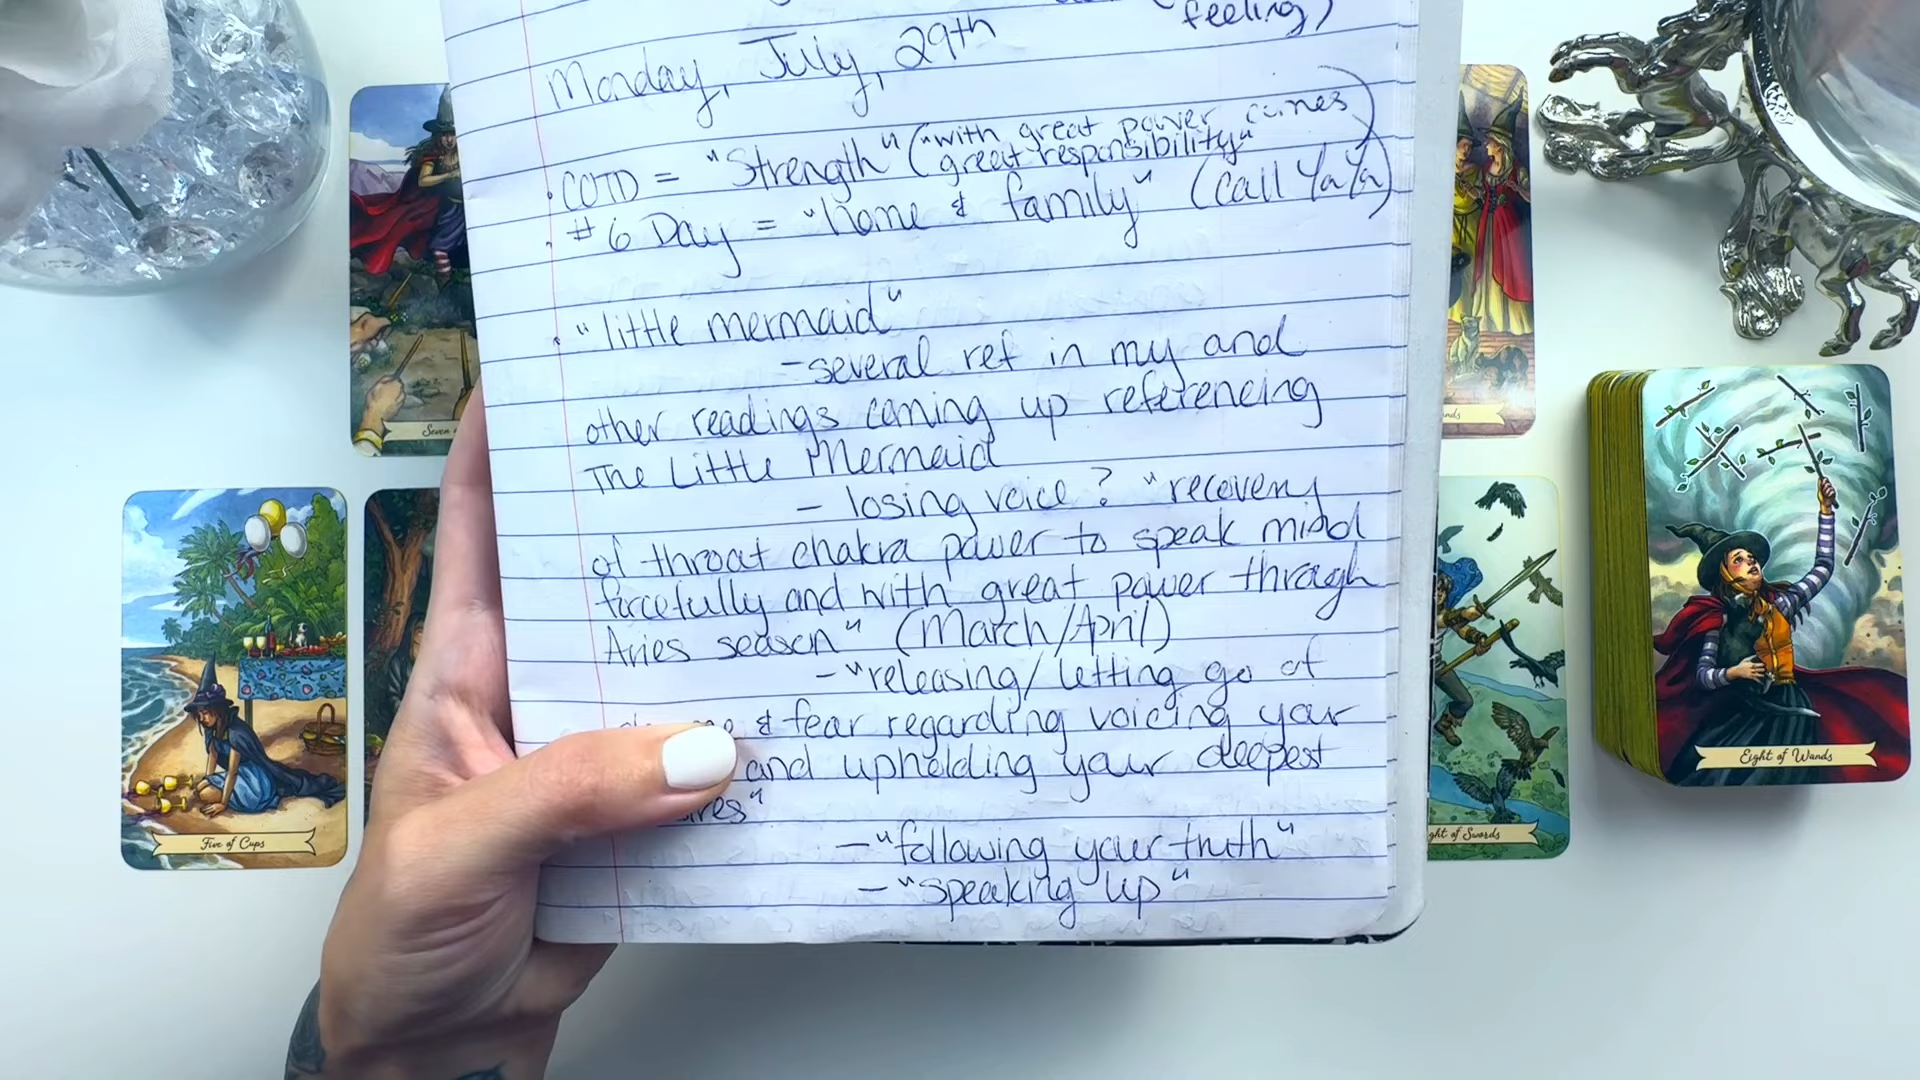 feeling)
Monday, July, 29th
• COTD = "Strength" ("with great power comes
great responsibility")
• #6 Day = "home & family" (call YaYa)
• "little mermaid"
- several ref in my and
other readings coming up referencing
The Little Mermaid
- losing voice? "recovery
of throat chakra power to speak mind
forcefully and with great power through
Aries season" (March/April)
- "releasing/letting go of
& fear regarding voicing your
and upholding your deepest
- "following your truth"
- "speaking up"
Seven
Five of Cups
Eight of Wands
of Swords